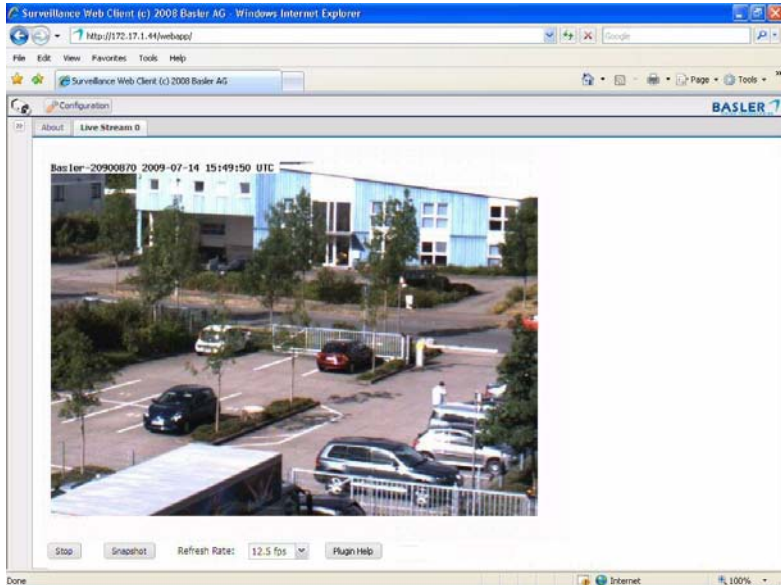 Surveillance Web Client (c) 2008 Basler AG - Windows Internet Explorer
http://172.17.1.44/webapp/
Google
File Edit View Favorites Tools Help
Surveillance Web Client (c) 2008 Basler AG
Page Tools
Configuration
BASLER
About Live Stream 0
Basler-20900870 2009-07-14 15:49:50 UTC
Stop Snapshot Refresh Rate: 12.5 fps Plugin Help
Done Internet 100%